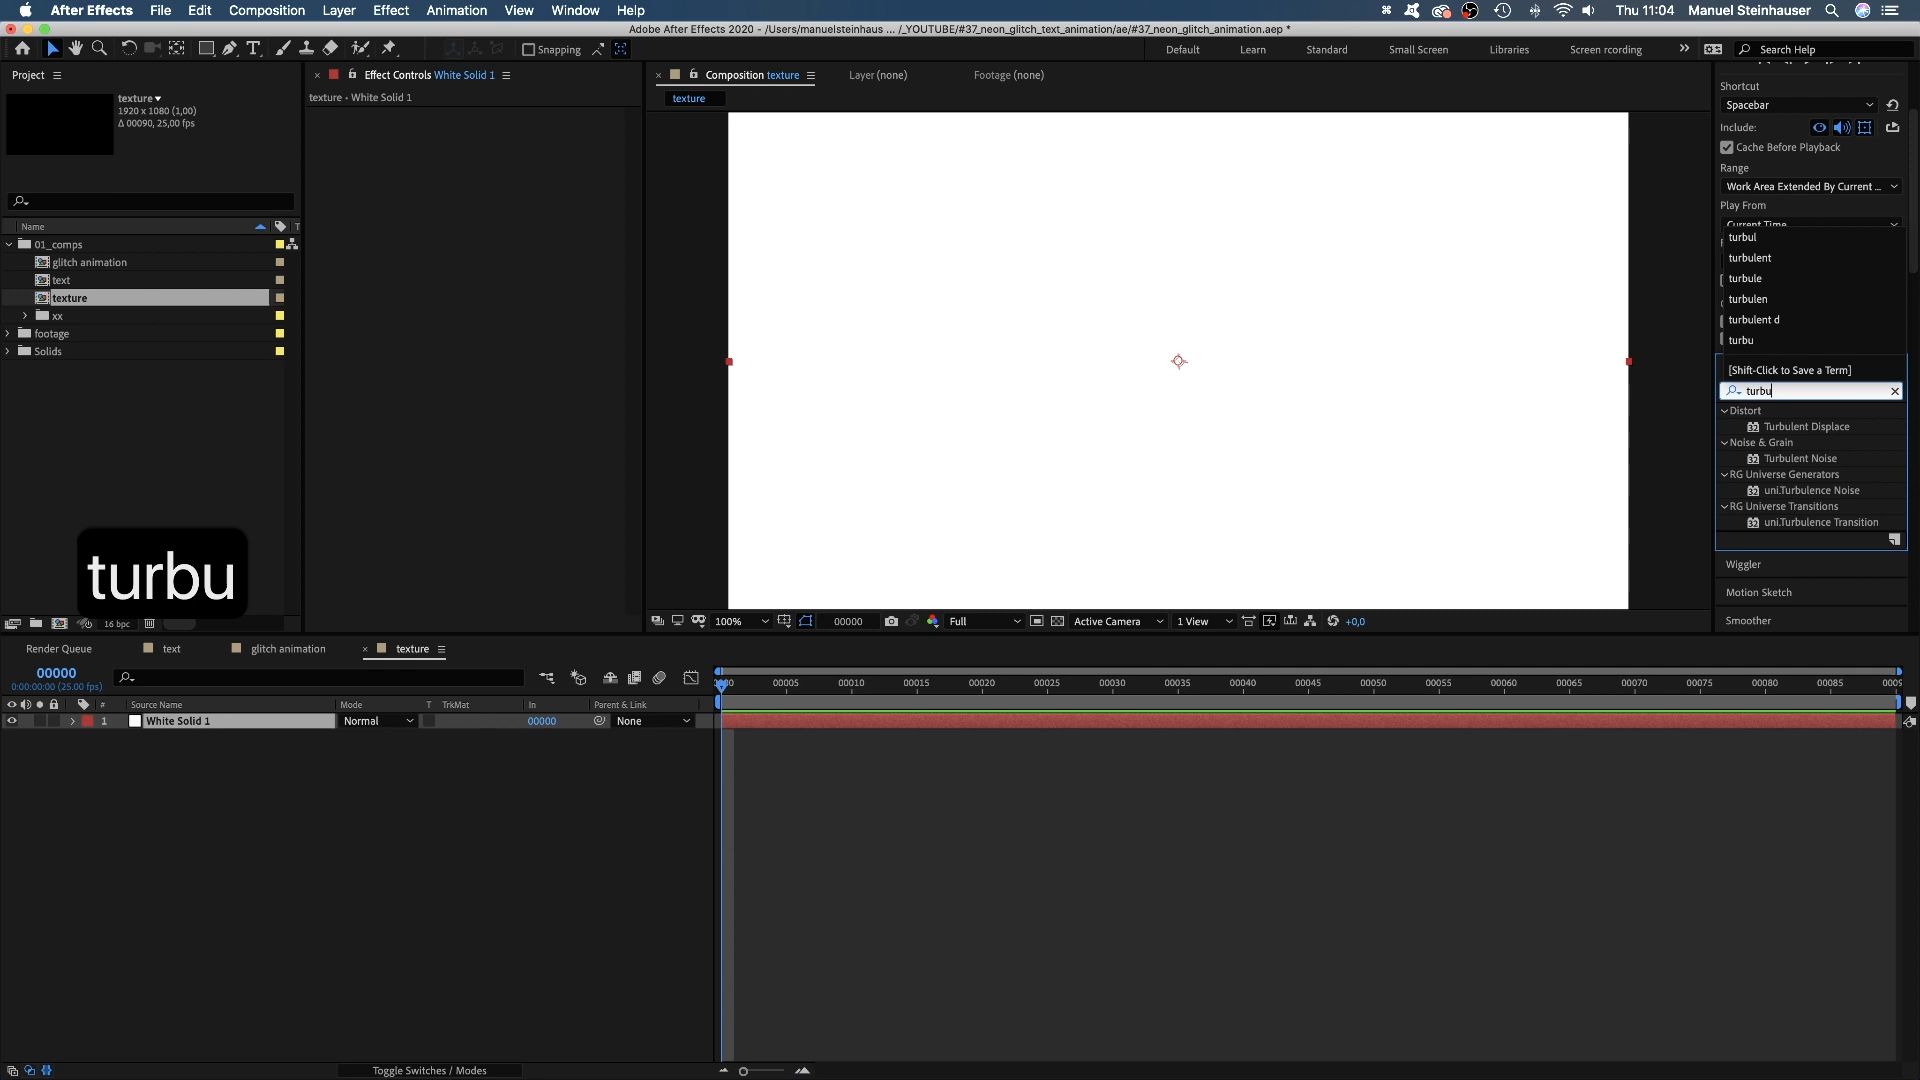 After Effects File Edit Composition Layer Effect Animation View Window Help Thu 11:04 Manuel Steinhauser
Adobe After Effects 2020 - /Users/manuelsteinhaus ... /_YOUTUBE/#37_neon_glitch_text_animation/ae/#37_neon_glitch_animation.aep *
Snapping Default Learn Standard Small Screen Libraries Screen rcording Search Help
Project Effect Controls White Solid 1 Composition texture Layer (none) Footage (none)
texture • White Solid 1
texture
texture
1920 x 1080 (1,00)
Δ 00090, 25,00 fps
Shortcut
Spacebar
Include:
Cache Before Playback
Range
Work Area Extended By Current ...
Play From
Current Time
Name
01_comps
glitch animation
text
texture
xx
footage
Solids
turbul
turbulent
turbule
turbulen
turbulent d
turbu
[Shift-Click to Save a Term]
turbu
Distort
Turbulent Displace
Noise & Grain
Turbulent Noise
RG Universe Generators
uni.Turbulence Noise
RG Universe Transitions
uni.Turbulence Transition
Wiggler
Motion Sketch
Smoother
turbu
16 bpc
100% 00000 Full Active Camera 1 View +0,0
Render Queue text glitch animation texture
00000
0:00:00:00 (25.00 fps)
00005 00010 00015 00020 00025 00030 00035 00040 00045 00050 00055 00060 00065 00070 00075 00080 00085
# Source Name Mode T TrkMat In Parent & Link
1 White Solid 1 Normal 00000 None
Toggle Switches / Modes